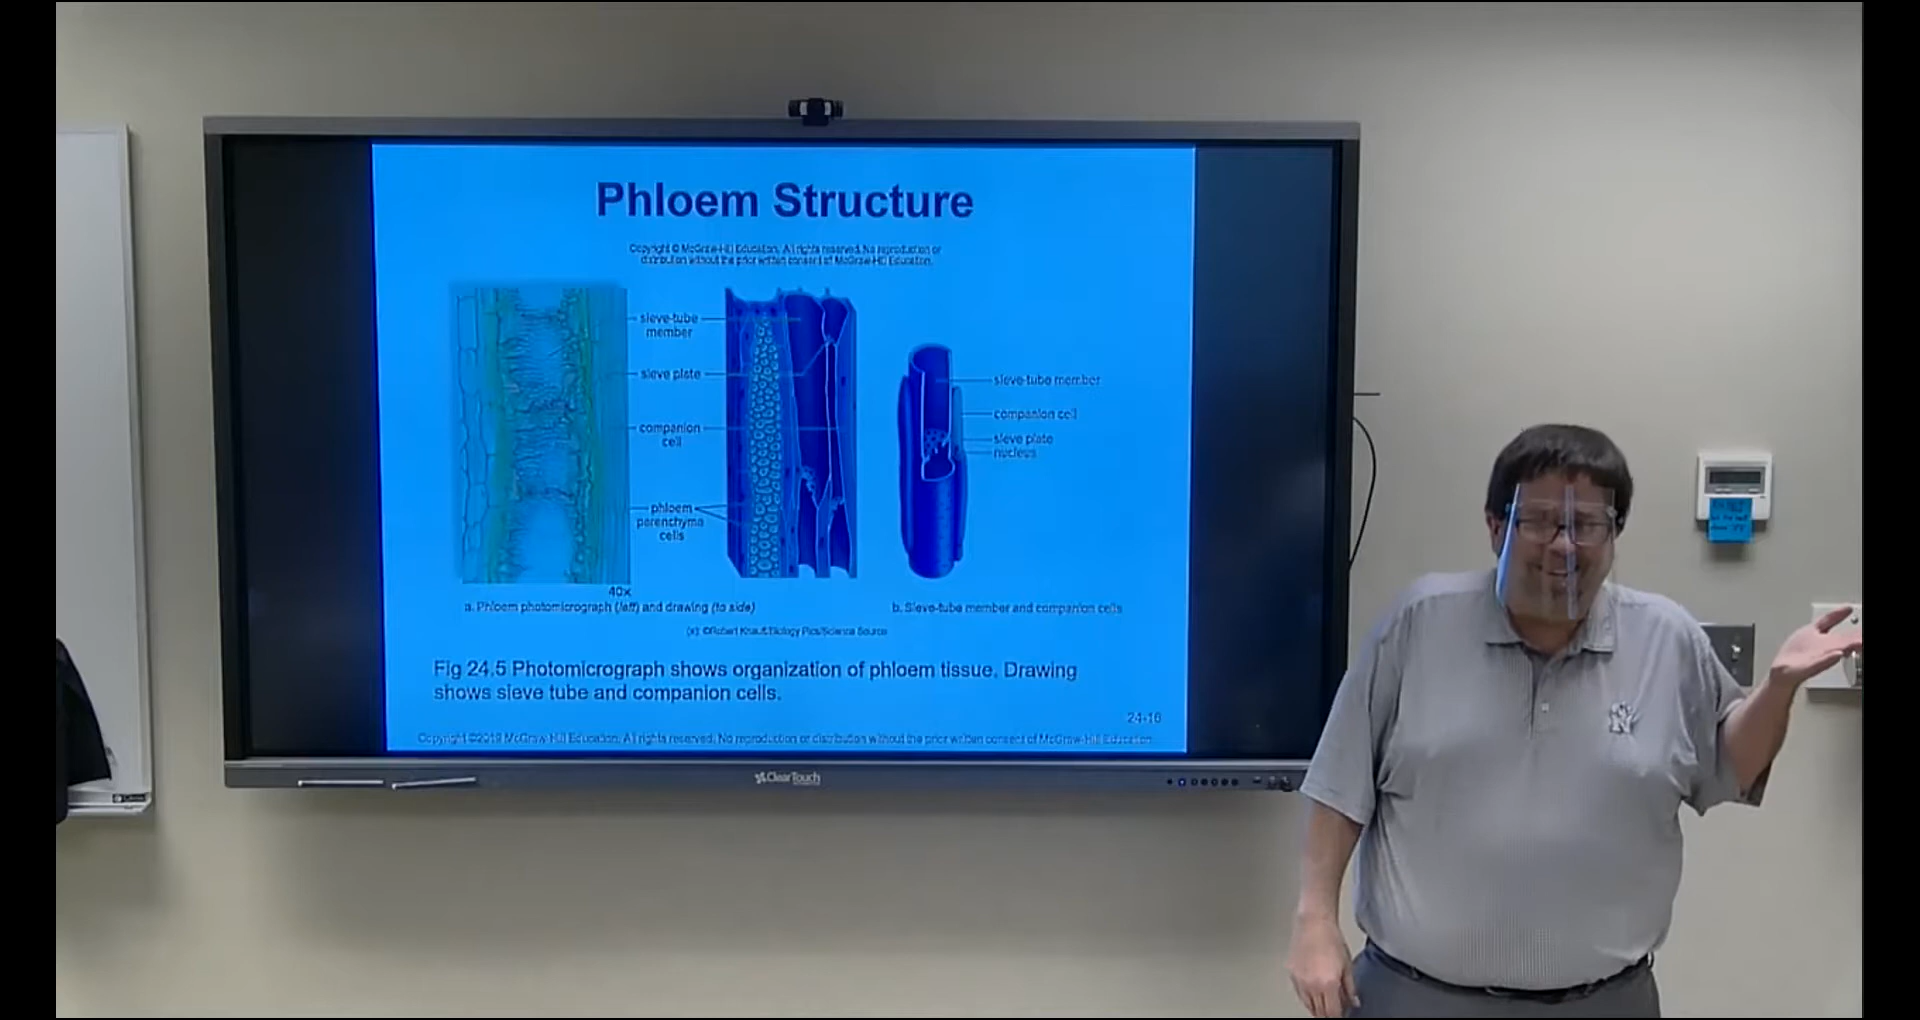 Phloem Structure
Copyright © McGraw-Hill Education. All rights reserved. No reproduction or
distribution without the prior written consent of McGraw-Hill Education.
sieve-tube
member
sieve plate
companion
cell
phloem
parenchyma
cells
sieve-tube member
companion cell
sieve plate
nucleus
40x
a. Phloem photomicrograph (left) and drawing (to side)
b. Sieve-tube member and companion cells
Pics/Science Source
Fig 24.5 Photomicrograph shows organization of phloem tissue. Drawing
shows sieve tube and companion cells.
24-16
Copyright ©2019 McGraw-Hill Education. All rights reserved. No reproduction or distribution without the prior written consent of McGraw-Hill Education.
ClearTouch
NY